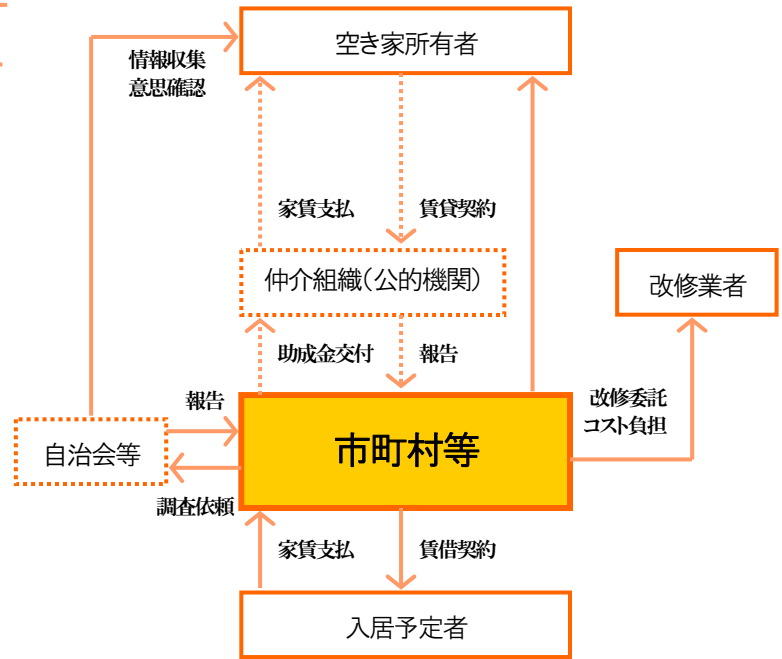 空き家所有者
情報収集
意思確認
家賃支払
賃貸契約
仲介組織（公的機関）
改修業者
助成金交付
報告
報告
改修委託
コスト負担
自治会等
市町村等
調査依頼
家賃支払
賃借契約
入居予定者